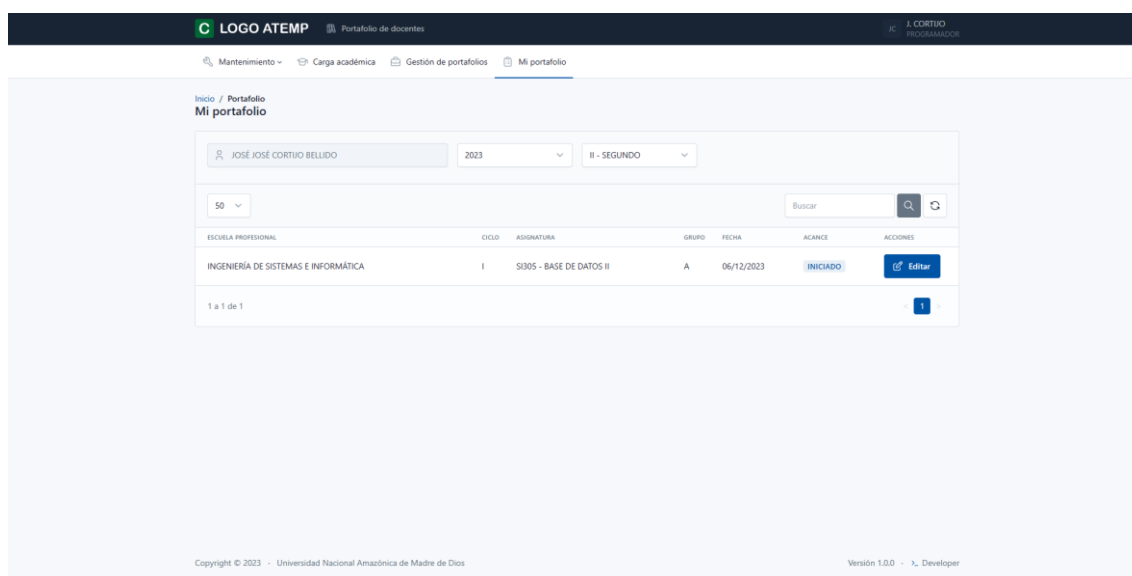 C LOGO ATEMP Portafolio de docentes JC J. CORTIJO
PROGRAMADOR
Mantenimiento Carga académica Gestión de portafolios Mi portafolio
Inicio / Portafolio
Mi portafolio
JOSÉ JOSÉ CORTIJO BELLIDO 2023 II - SEGUNDO
50 Buscar
ESCUELA PROFESIONAL CICLO ASIGNATURA GRUPO FECHA ACANCE ACCIONES
INGENIERÍA DE SISTEMAS E INFORMÁTICA I SI305 - BASE DE DATOS II A 06/12/2023 INICIADO Editar
1 a 1 de 1 < 1 >
Copyright © 2023 - Universidad Nacional Amazónica de Madre de Dios Versión 1.0.0 - >_ Developer